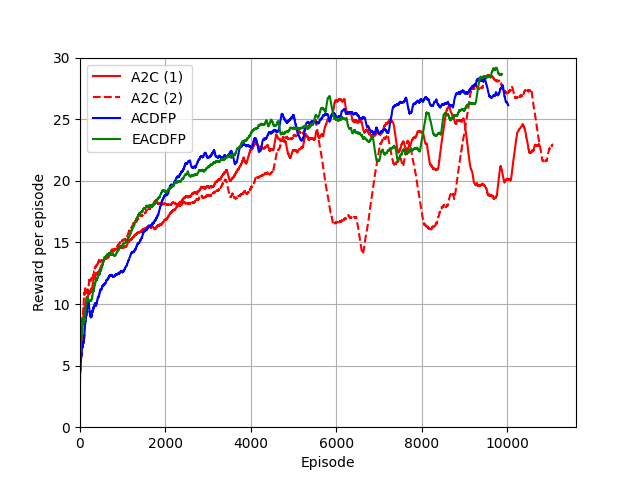 30
25
20
15
10
5
0
Reward per episode
A2C (1)
A2C (2)
ACDFP
EACDFP
0 2000 4000 6000 8000 10000
Episode